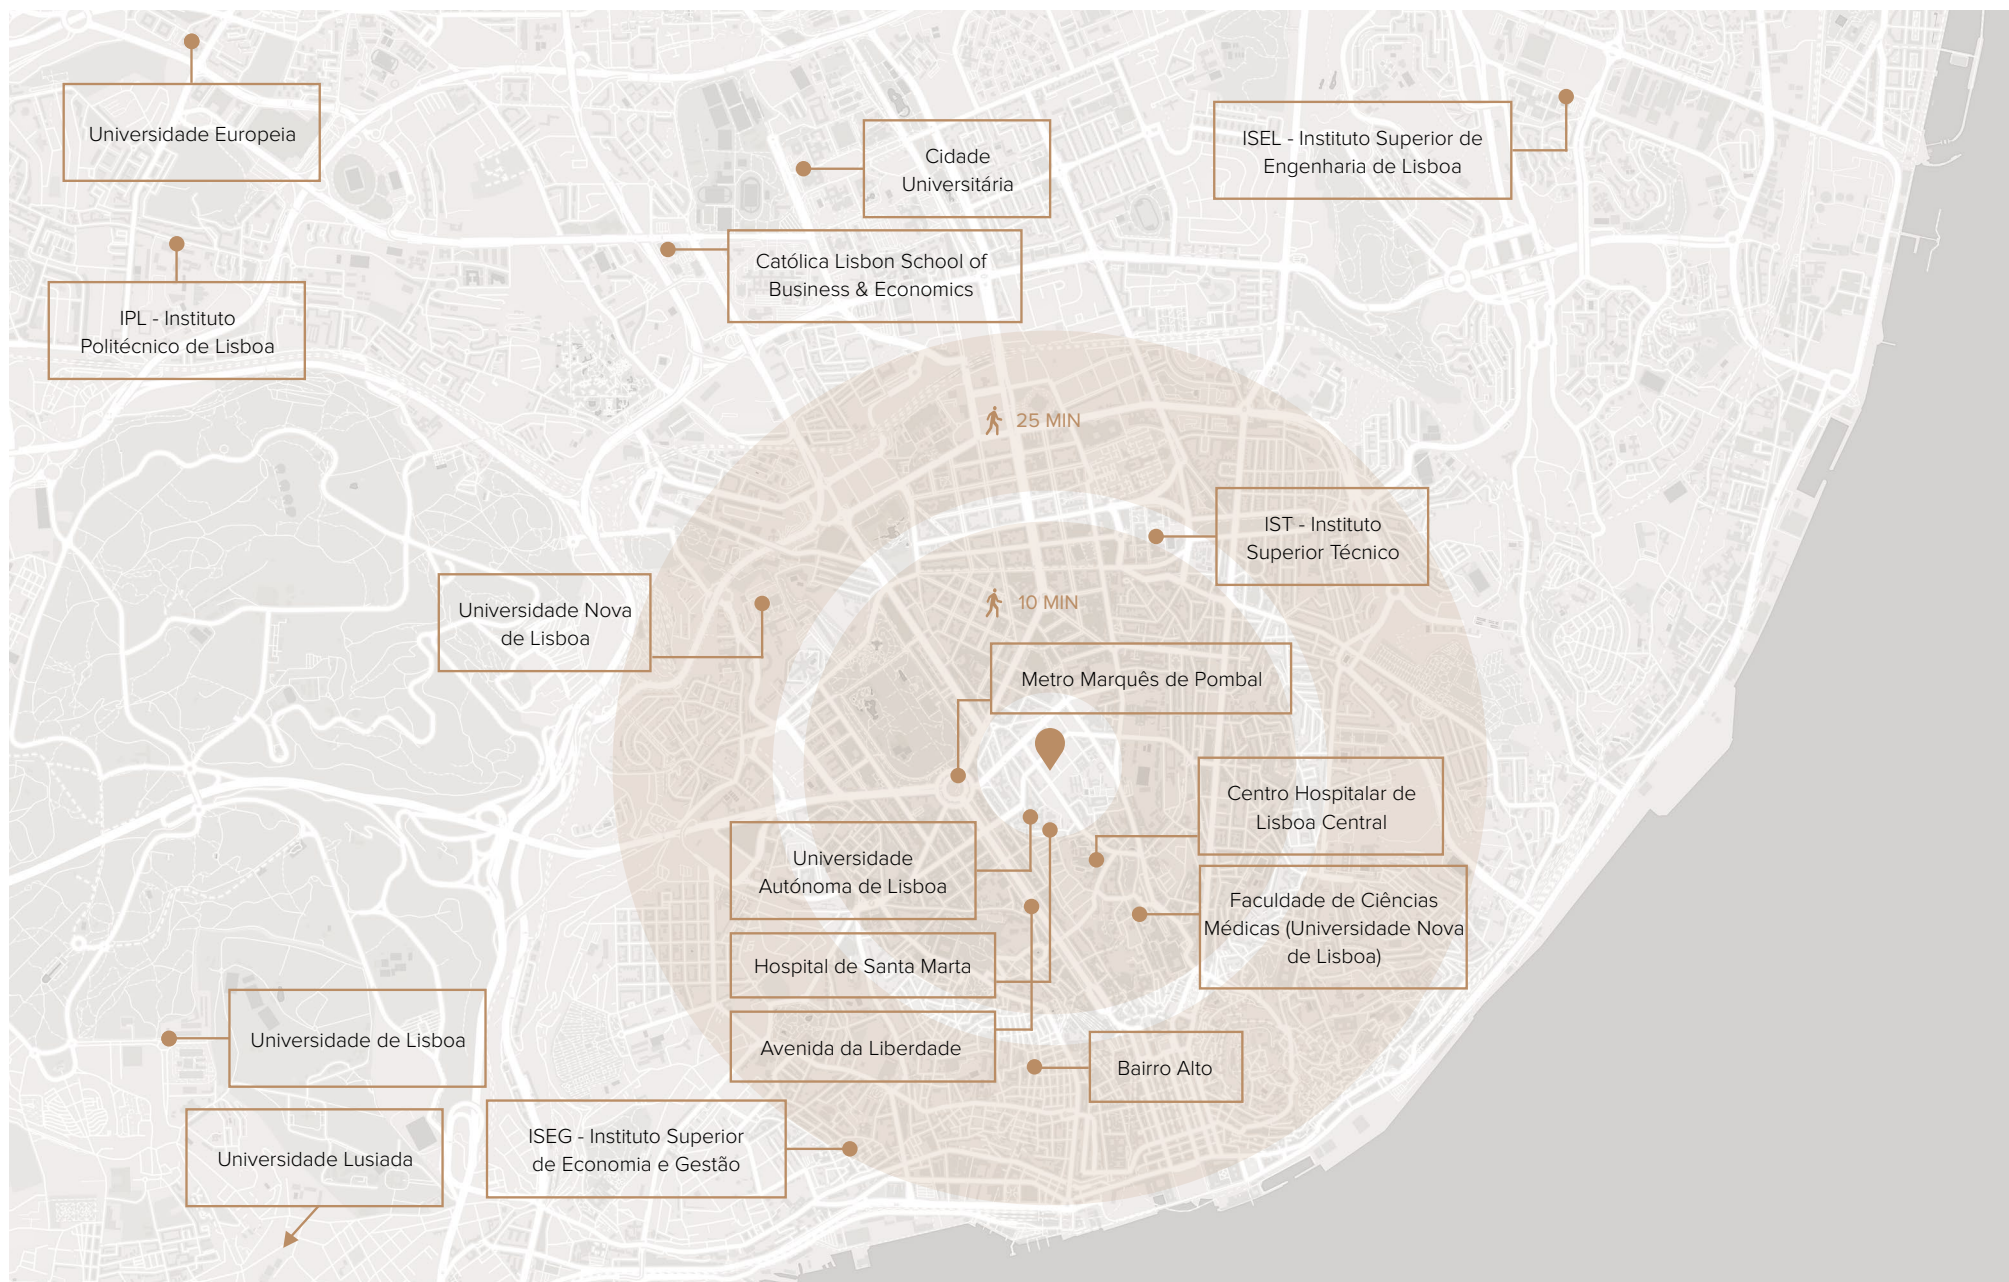 Universidade Europeia
Cidade
Universitária
ISEL - Instituto Superior de
Engenharia de Lisboa
Católica Lisbon School of
Business & Economics
IPL - Instituto
Politécnico de Lisboa
25 MIN
IST - Instituto
Superior Técnico
Universidade Nova
de Lisboa
10 MIN
Metro Marquês de Pombal
Centro Hospitalar de
Lisboa Central
Universidade
Autónoma de Lisboa
Faculdade de Ciências
Médicas (Universidade Nova
de Lisboa)
Hospital de Santa Marta
Universidade de Lisboa
Avenida da Liberdade
Bairro Alto
ISEG - Instituto Superior
de Economia e Gestão
Universidade Lusiada